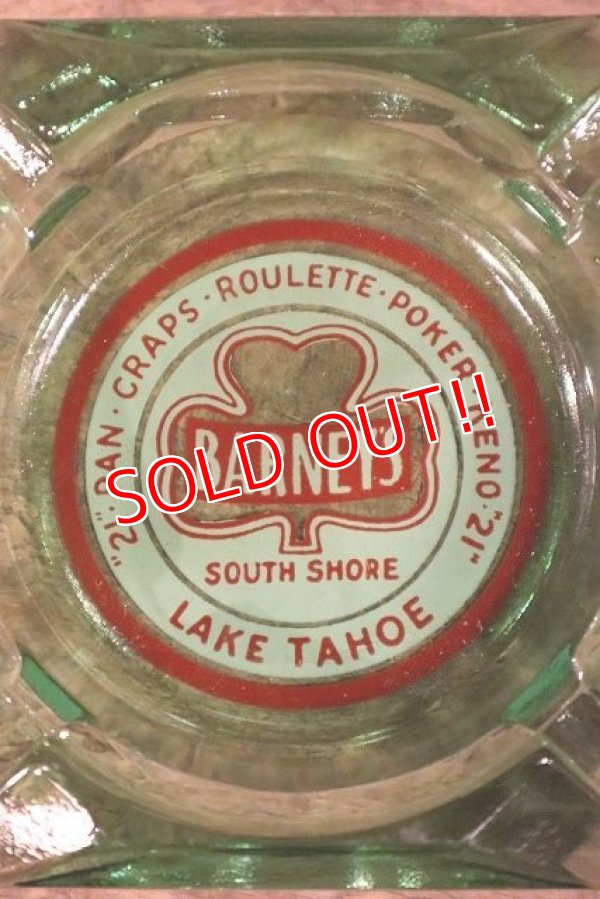 "21" · PAN · CRAPS · ROULETTE · POKER · KENO · "21"
BARNEY'S
SOUTH SHORE
LAKE TAHOE
SOLD OUT!!